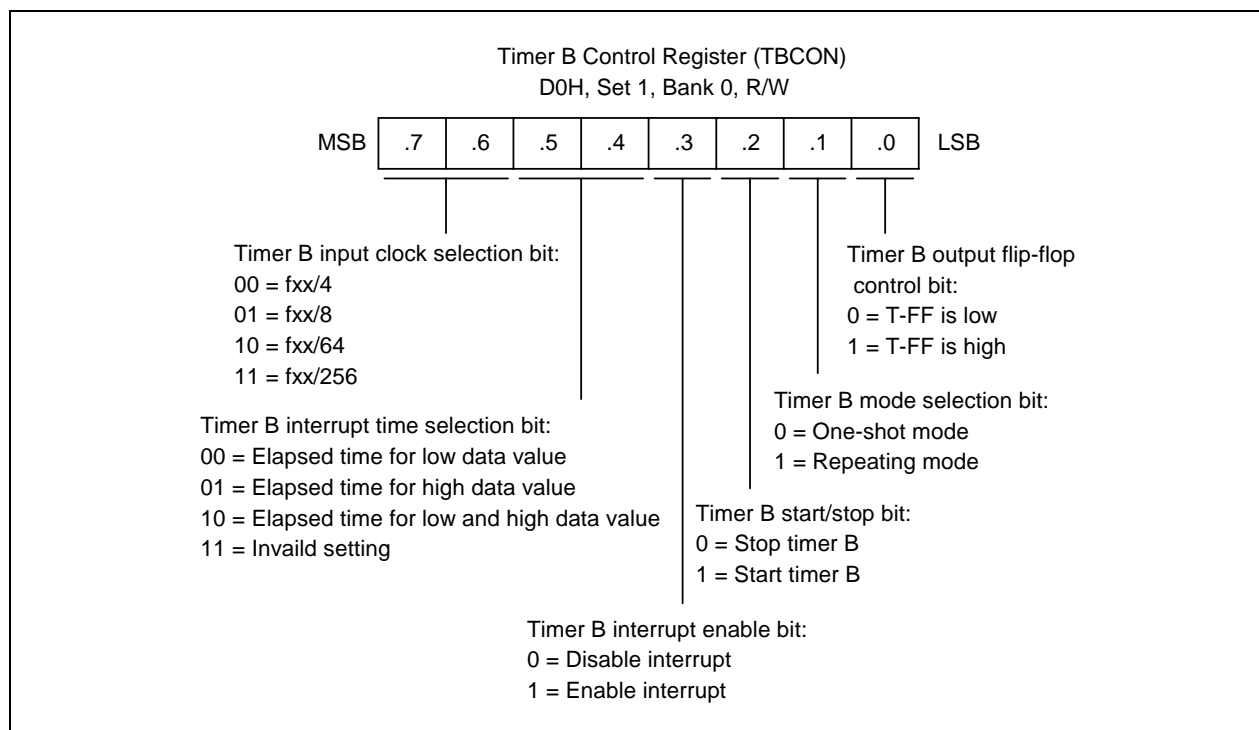 Timer B Control Register (TBCON)
D0H, Set 1, Bank 0, R/W
MSB .7 .6 .5 .4 .3 .2 .1 .0 LSB
Timer B input clock selection bit:
00 = fxx/4
01 = fxx/8
10 = fxx/64
11 = fxx/256
Timer B output flip-flop
control bit:
0 = T-FF is low
1 = T-FF is high
Timer B interrupt time selection bit:
00 = Elapsed time for low data value
01 = Elapsed time for high data value
10 = Elapsed time for low and high data value
11 = Invaild setting
Timer B mode selection bit:
0 = One-shot mode
1 = Repeating mode
Timer B start/stop bit:
0 = Stop timer B
1 = Start timer B
Timer B interrupt enable bit:
0 = Disable interrupt
1 = Enable interrupt